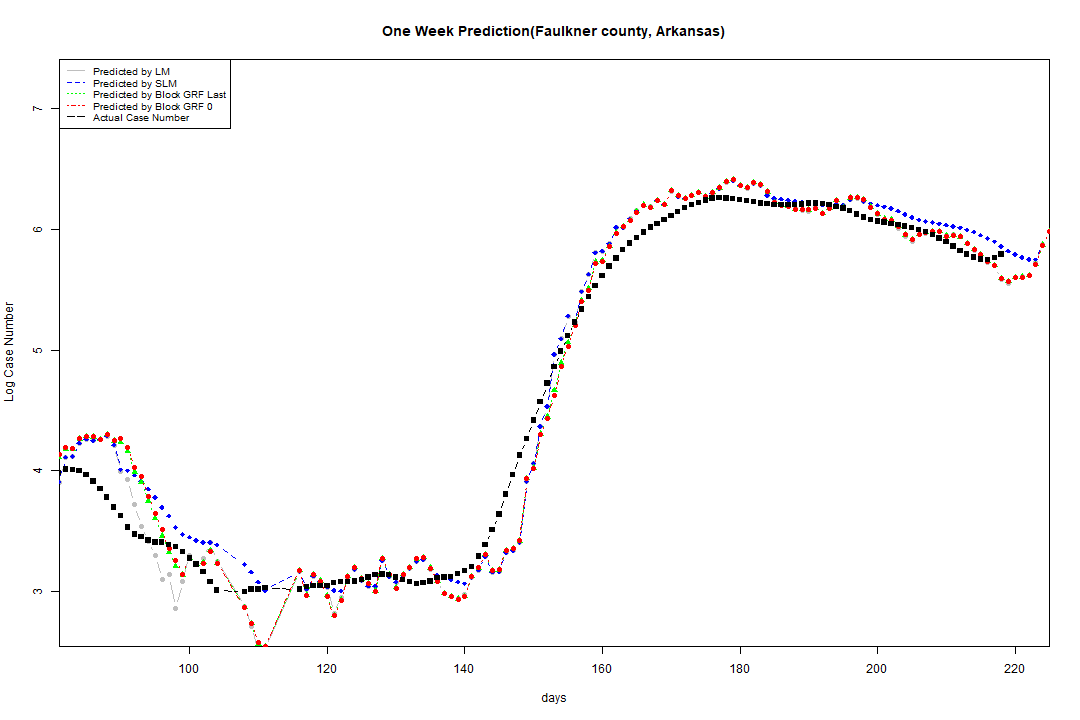 One Week Prediction(Faulkner county, Arkansas)
Predicted by LM
Predicted by SLM
Predicted by Block GRF Last
Predicted by Block GRF 0
Actual Case Number
7
6
5
4
3
Log Case Number
100 120 140 160 180 200 220
days